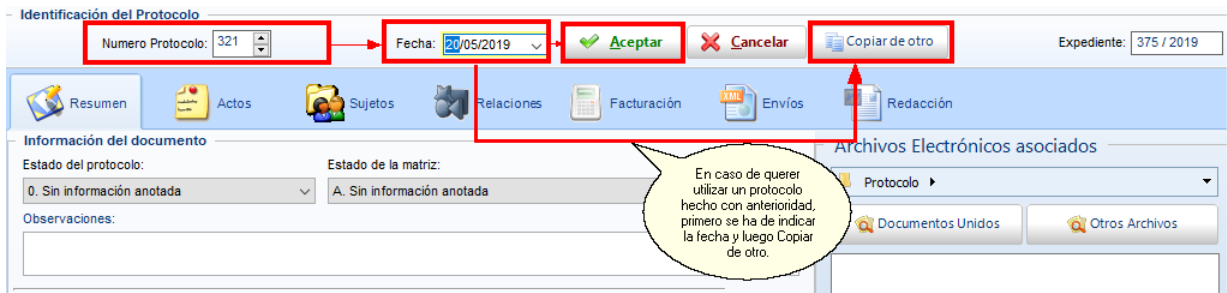 Identificación del Protocolo
Numero Protocolo: 321 Fecha: 20/05/2019 Aceptar Cancelar Copiar de otro Expediente: 375 / 2019
Resumen Actos Sujetos Relaciones Facturación XML Envíos Redacción
Información del documento
Archivos Electrónicos asociados
Estado del protocolo: Estado de la matriz:
0. Sin información anotada A. Sin información anotada
Protocolo
Observaciones:
Documentos Unidos Otros Archivos
En caso de querer
utilizar un protocolo
hecho con anterioridad,
primero se ha de indicar
la fecha y luego Copiar
de otro.